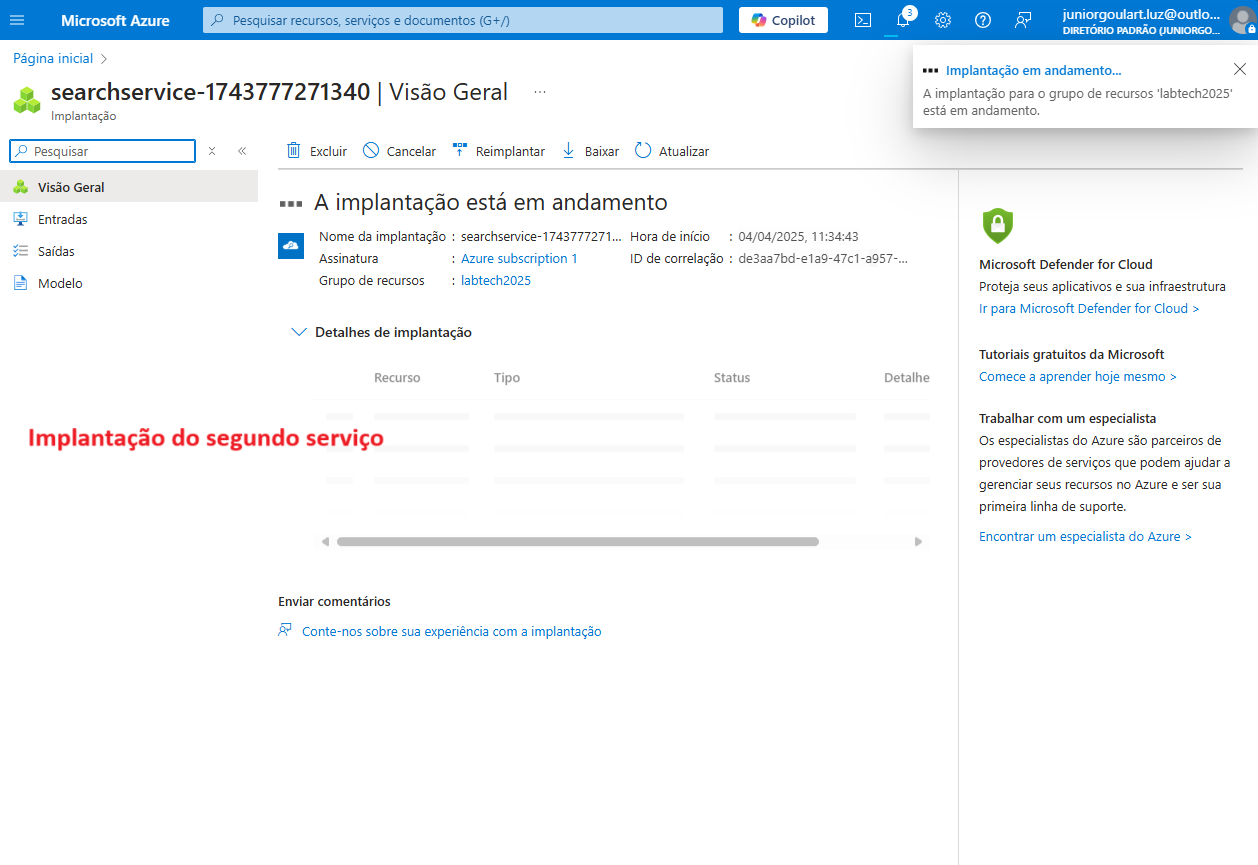 Microsoft Azure
Pesquisar recursos, serviços e documentos (G+/)
Copilot
3
juniorgoulart.luz@outlo...
DIRETÓRIO PADRÃO (JUNIORGO...
Página inicial
Implantação em andamento...
A implantação para o grupo de recursos 'labtech2025'
está em andamento.
searchservice-1743777271340 | Visão Geral ...
Implantação
Pesquisar
Excluir
Cancelar
Reimplantar
Baixar
Atualizar
Visão Geral
Entradas
Saídas
Modelo
A implantação está em andamento
Nome da implantação : searchservice-1743777271... Hora de início : 04/04/2025, 11:34:43
Assinatura : Azure subscription 1 ID de correlação : de3aa7bd-e1a9-47c1-a957-...
Grupo de recursos : labtech2025
Detalhes de implantação
Recurso Tipo Status Detalhe
Implantação do segundo serviço
Enviar comentários
Conte-nos sobre sua experiência com a implantação
Microsoft Defender for Cloud
Proteja seus aplicativos e sua infraestrutura
Ir para Microsoft Defender for Cloud >
Tutoriais gratuitos da Microsoft
Comece a aprender hoje mesmo >
Trabalhar com um especialista
Os especialistas do Azure são parceiros de
provedores de serviços que podem ajudar a
gerenciar seus recursos no Azure e ser sua
primeira linha de suporte.
Encontrar um especialista do Azure >